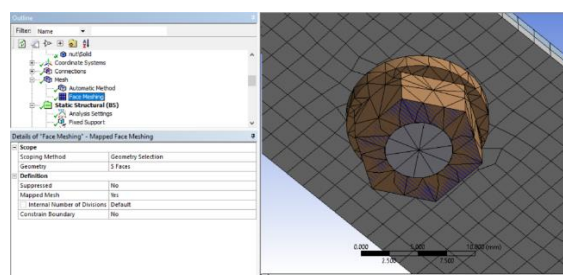 Outline
Filter: Name
nut\Solid
Coordinate Systems
Connections
Mesh
Automatic Method
Face Meshing
Static Structural (B5)
Analysis Settings
Fixed Support
Details of "Face Meshing" - Mapped Face Meshing
Scope
Scoping Method Geometry Selection
Geometry 5 Faces
Definition
Suppressed No
Mapped Mesh Yes
Internal Number of Divisions Default
Constrain Boundary No
0.000 5.000 10.000 (mm)
2.500 7.500